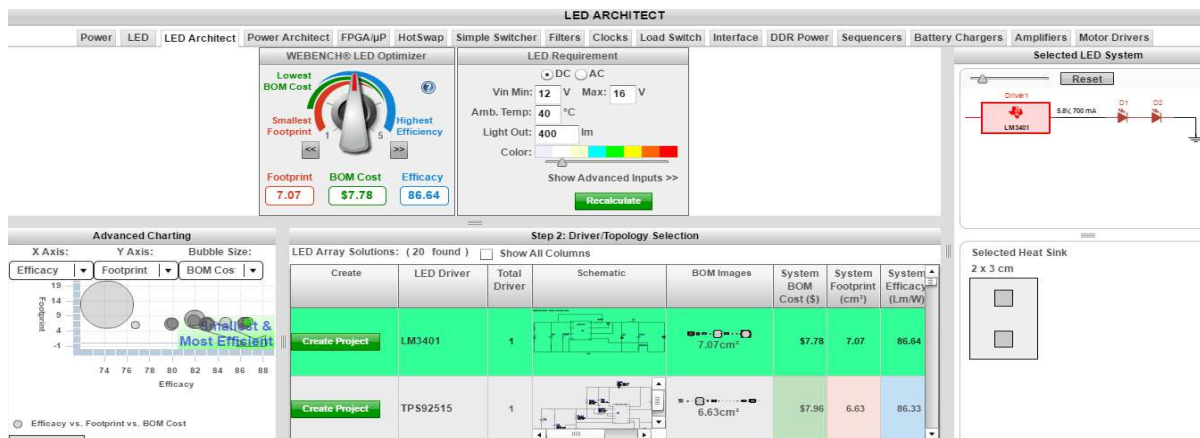 LED ARCHITECT
Power LED LED Architect Power Architect FPGA/µP HotSwap Simple Switcher Filters Clocks Load Switch Interface DDR Power Sequencers Battery Chargers Amplifiers Motor Drivers
WEBENCH® LED Optimizer
Lowest
BOM Cost
Smallest
Footprint
1
5
Highest
Efficiency
<<
>>
Footprint BOM Cost Efficacy
7.07 $7.78 86.64
LED Requirement
DC AC
Vin Min: 12 V Max: 16 V
Amb. Temp: 40 °C
Light Out: 400 lm
Color:
Show Advanced Inputs >>
Recalculate
Selected LED System
Reset
Driver1
LM3401
5.8V, 700 mA
D1 D2
Advanced Charting
X Axis: Y Axis: Bubble Size:
Efficacy Footprint BOM Cos
Footprint
19
14
9
4
-1
Smallest &
Most Efficient
74 76 78 80 82 84 86 88
Efficacy
Efficacy vs. Footprint vs. BOM Cost
Step 2: Driver/Topology Selection
LED Array Solutions: ( 20 found ) Show All Columns
Create LED Driver Total Driver Schematic BOM Images System BOM Cost ($) System Footprint (cm²) System Efficacy (Lm/W)
Create Project LM3401 1 7.07cm² $7.78 7.07 86.64
Create Project TPS92515 1 6.63cm² $7.96 6.63 86.33
Selected Heat Sink
2 x 3 cm